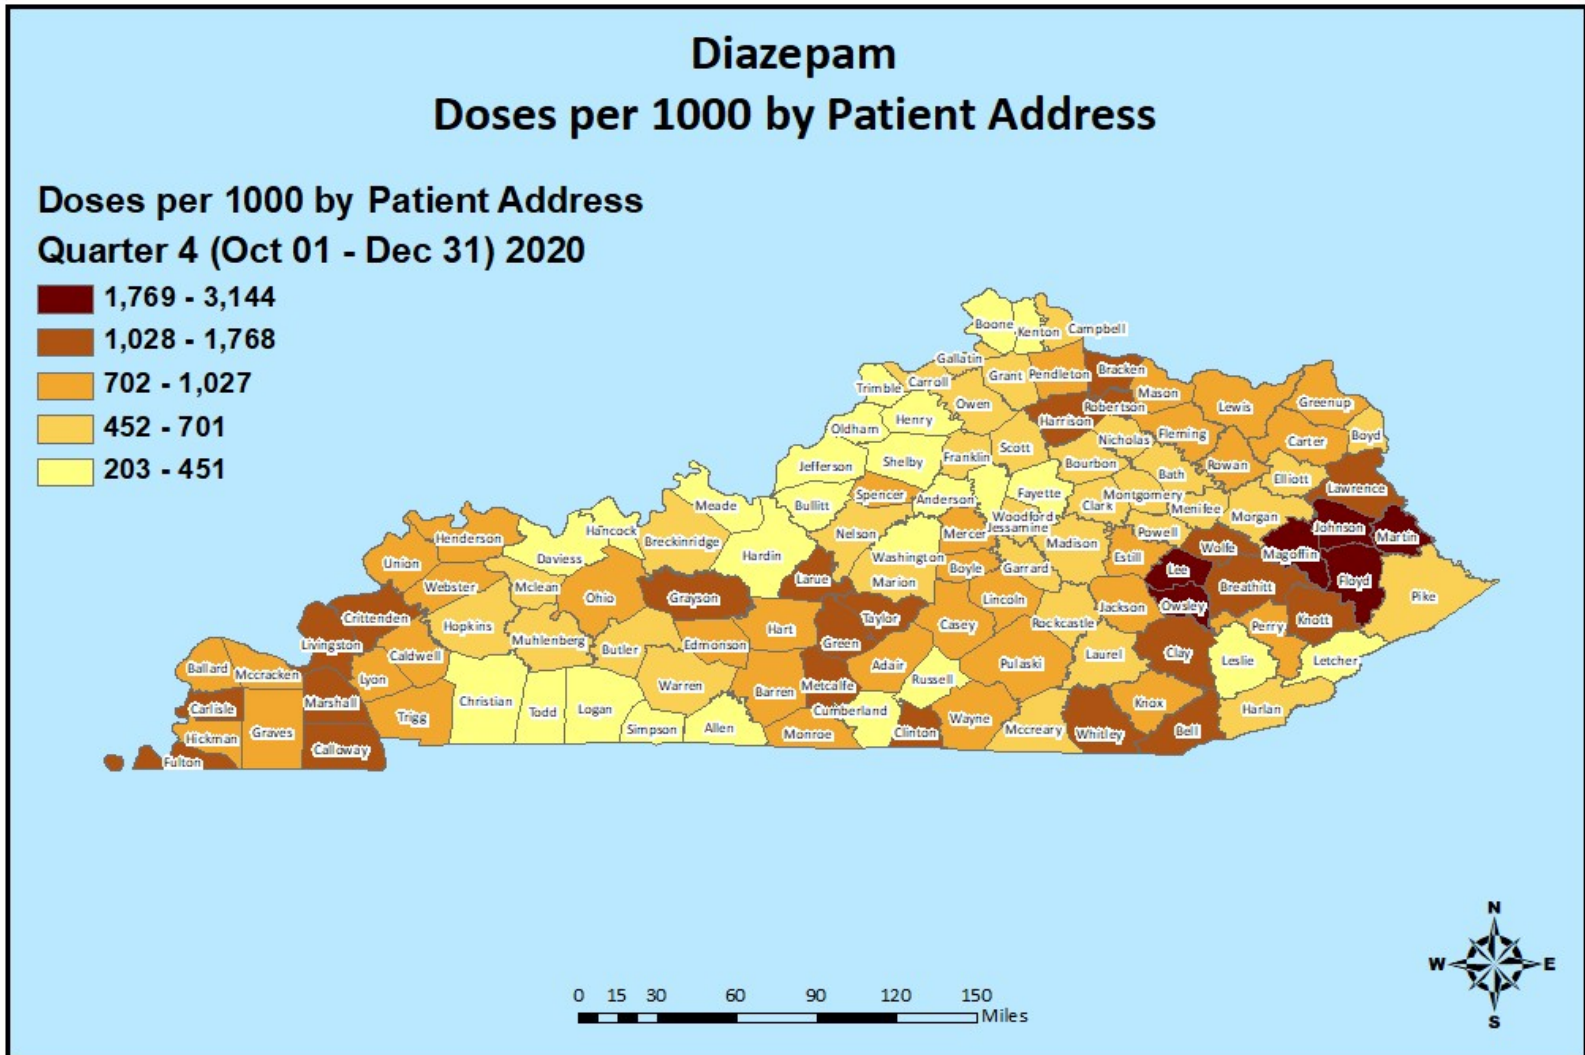 Diazepam
Doses per 1000 by Patient Address
Doses per 1000 by Patient Address
Quarter 4 (Oct 01 - Dec 31) 2020
1,769 - 3,144
1,028 - 1,768
702 - 1,027
452 - 701
203 - 451
Boone
Kenton
Campbell
Gallatin
Grant
Pendleton
Bracken
Trimble
Carroll
Owen
Robertson
Mason
Lewis
Greenup
Oldham
Henry
Harrison
Nicholas
Fleming
Carter
Boyd
Jefferson
Shelby
Franklin
Scott
Bourbon
Bath
Rowan
Elliott
Lawrence
Meade
Bullitt
Spencer
Anderson
Fayette
Clark
Montgomery
Menifee
Morgan
Johnson
Martin
Hancock
Breckinridge
Hardin
Nelson
Mercer
Woodford
Jessamine
Madison
Powell
Wolfe
Magoffin
Henderson
Daviess
Washington
Union
Webster
Mclean
Ohio
Grayson
Larue
Marion
Boyle
Garrard
Estill
Lee
Breathitt
Floyd
Pike
Crittenden
Hopkins
Muhlenberg
Butler
Edmonson
Hart
Green
Taylor
Casey
Lincoln
Rockcastle
Jackson
Owsley
Perry
Knott
Livingston
Caldwell
Ballard
Mccracken
Lyon
Warren
Barren
Metcalfe
Adair
Russell
Pulaski
Laurel
Clay
Leslie
Letcher
Carlisle
Marshall
Trigg
Christian
Todd
Logan
Simpson
Allen
Monroe
Cumberland
Clinton
Wayne
Mccreary
Whitley
Knox
Bell
Harlan
Hickman
Graves
Fulton
Calloway
N
W E
S
0 15 30 60 90 120 150
Miles